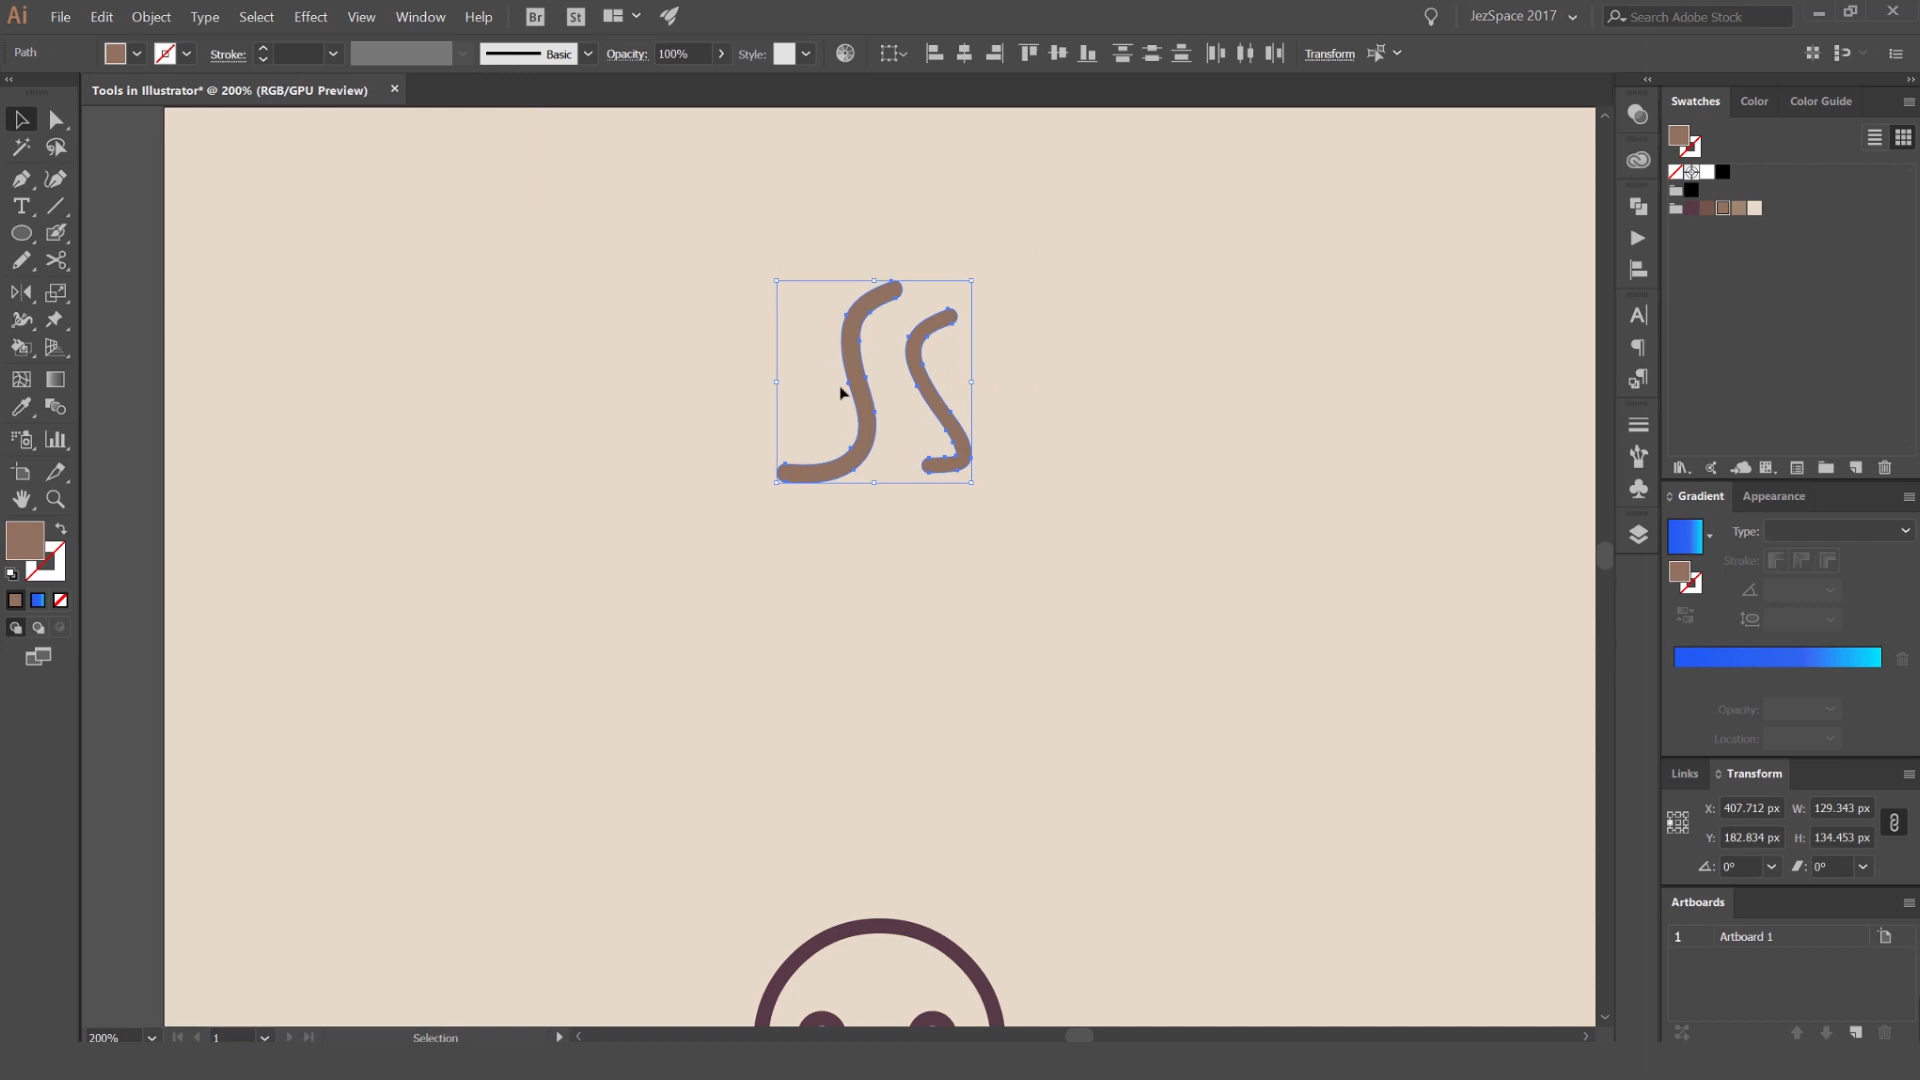 Ai File Edit Object Type Select Effect View Window Help Br St JezSpace 2017 Search Adobe Stock
Path Stroke: Basic Opacity: 100% Style: Transform
Tools in Illustrator* @ 200% (RGB/GPU Preview)
Swatches Color Color Guide
Gradient Appearance
Type:
Stroke:
Opacity:
Location:
Links Transform
X: 407.712 px W: 129.343 px
Y: 182.834 px H: 134.453 px
0° 0°
Artboards
1 Artboard 1
200% 1 Selection